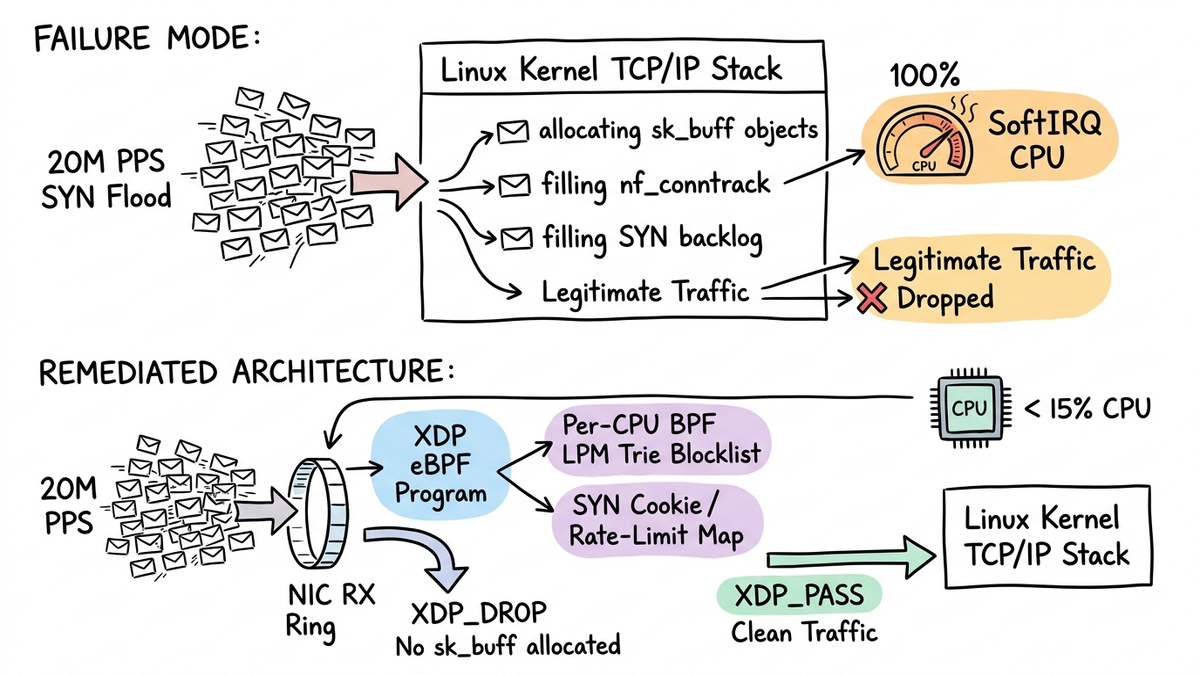 FAILURE MODE:
20M PPS
SYN Flood
Linux Kernel TCP/IP Stack
allocating sk_buff objects
filling nf_conntrack
filling SYN backlog
Legitimate Traffic
100%
CPU
SoftIRQ
CPU
Legitimate Traffic
Dropped
REMEDIATED ARCHITECTURE:
20M
PPS
NIC RX
Ring
XDP
eBPF
Program
Per-CPU BPF
LPM Trie Blocklist
SYN Cookie/
Rate-Limit Map
XDP_DROP
No sk_buff allocated
XDP_PASS
Clean Traffic
CPU
< 15% CPU
Linux Kernel
TCP/IP Stack